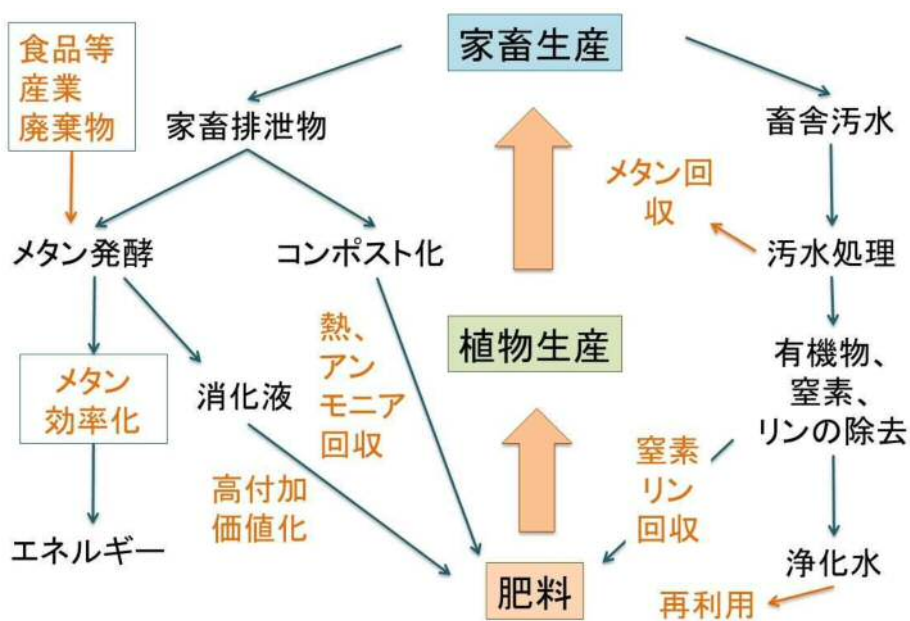 家畜生産
食品等
産業
廃棄物
家畜排泄物
畜舎汚水
メタン回
収
メタン発酵
コンポスト化
汚水処理
熱、
アン
モニア
回収
植物生産
有機物、
窒素、
リンの除去
メタン
効率化
消化液
高付加
価値化
窒素
リン
回収
エネルギー
肥料
浄化水
再利用